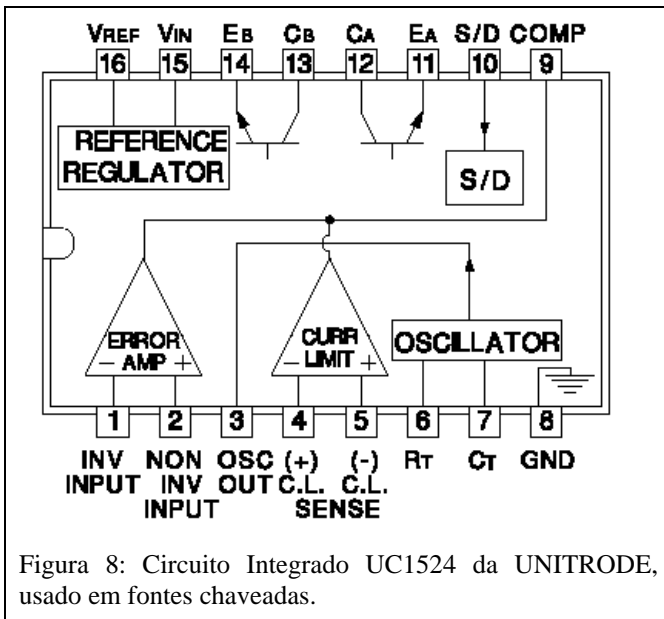 VREF VIN EB CB CA EA S/D COMP
16 15 14 13 12 11 10 9
REFERENCE
REGULATOR
S/D
ERROR
- AMP +
CURR
- LIMIT +
OSCILLATOR
1 2 3 4 5 6 7 8
INV NON OSC (+) (-) RT CT GND
INPUT INV OUT C.L. C.L.
INPUT SENSE
Figura 8: Circuito Integrado UC1524 da UNITRODE,
usado em fontes chaveadas.